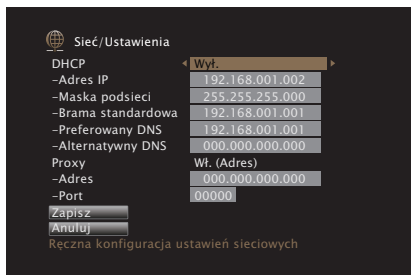 Sieć/Ustawienia
DHCP Wył.
–Adres IP 192.168.001.002
–Maska podsieci 255.255.255.000
–Brama standardowa 192.168.001.001
–Preferowany DNS 192.168.001.001
–Alternatywny DNS 000.000.000.000
Proxy Wł. (Adres)
–Adres 000.000.000.000
–Port 00000
Zapisz
Anuluj
Ręczna konfiguracja ustawień sieciowych